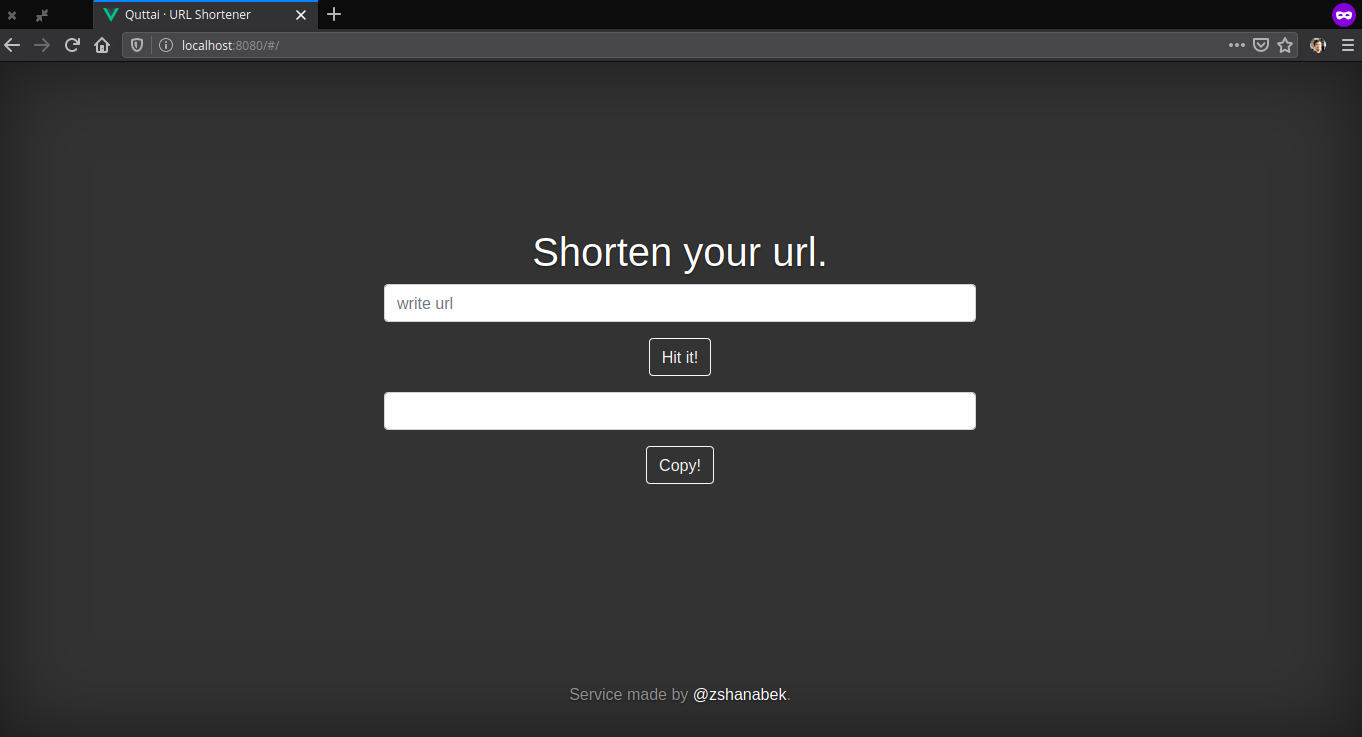 Quttai · URL Shortener
localhost:8080/#/
Shorten your url.
write url
Hit it!
Copy!
Service made by @zshanabek.